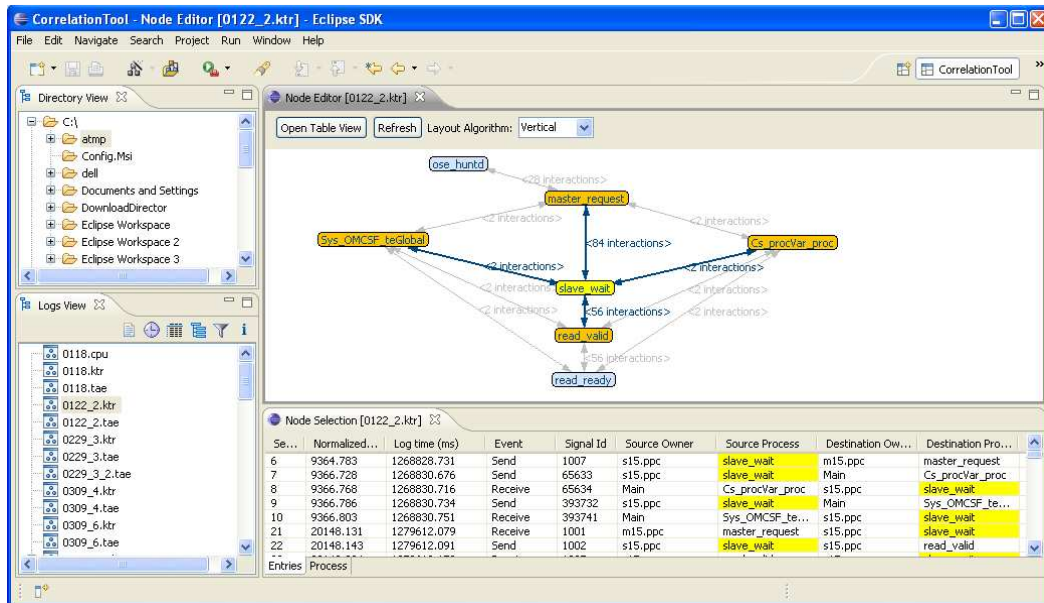 CorrelationTool - Node Editor [0122_2.ktr] - Eclipse SDK
File Edit Navigate Search Project Run Window Help
CorrelationTool
Directory View
C:\
atmp
Config.Msi
dell
Documents and Settings
DownloadDirector
Eclipse Workspace
Eclipse Workspace 2
Eclipse Workspace 3
Logs View
0118.cpu
0118.ktr
0118.tae
0122_2.ktr
0122_2.tae
0229_3.ktr
0229_3.tae
0229_3_2.tae
0309_4.ktr
0309_4.tae
0309_6.ktr
0309_6.tae
Node Editor [0122_2.ktr]
Open Table View Refresh Layout Algorithm: Vertical
ose_huntd
<28 interactions>
master_request
<2 interactions> <2 interactions>
Sys_OMCSF_teGlobal <84 interactions> Cs_procVar_proc
<2 interactions> <2 interactions>
slave_wait
<2 interactions> <56 interactions> <2 interactions>
read_valid
<56 interactions>
read_ready
Node Selection [0122_2.ktr]
Se... Normalized... Log time (ms) Event Signal Id Source Owner Source Process Destination Ow... Destination Pro...
6 9364.783 1268828.731 Send 1007 s15.ppc slave_wait m15.ppc master_request
7 9366.728 1268830.676 Send 65633 s15.ppc slave_wait Main Cs_procVar_proc
8 9366.768 1268830.716 Receive 65634 Main Cs_procVar_proc s15.ppc slave_wait
9 9366.786 1268830.734 Send 393732 s15.ppc slave_wait Main Sys_OMCSF_te...
10 9366.803 1268830.751 Receive 393741 Main Sys_OMCSF_te... s15.ppc slave_wait
21 20148.131 1279612.079 Receive 1001 m15.ppc master_request s15.ppc slave_wait
22 20148.143 1279612.091 Send 1002 s15.ppc slave_wait s15.ppc read_valid
Entries Process